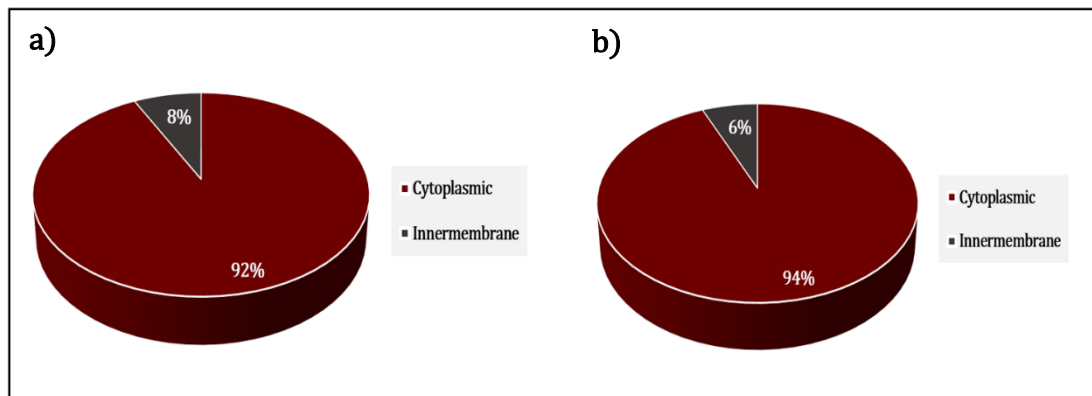 a)
8%
92%
Cytoplasmic
Innermembrane
b)
6%
94%
Cytoplasmic
Innermembrane